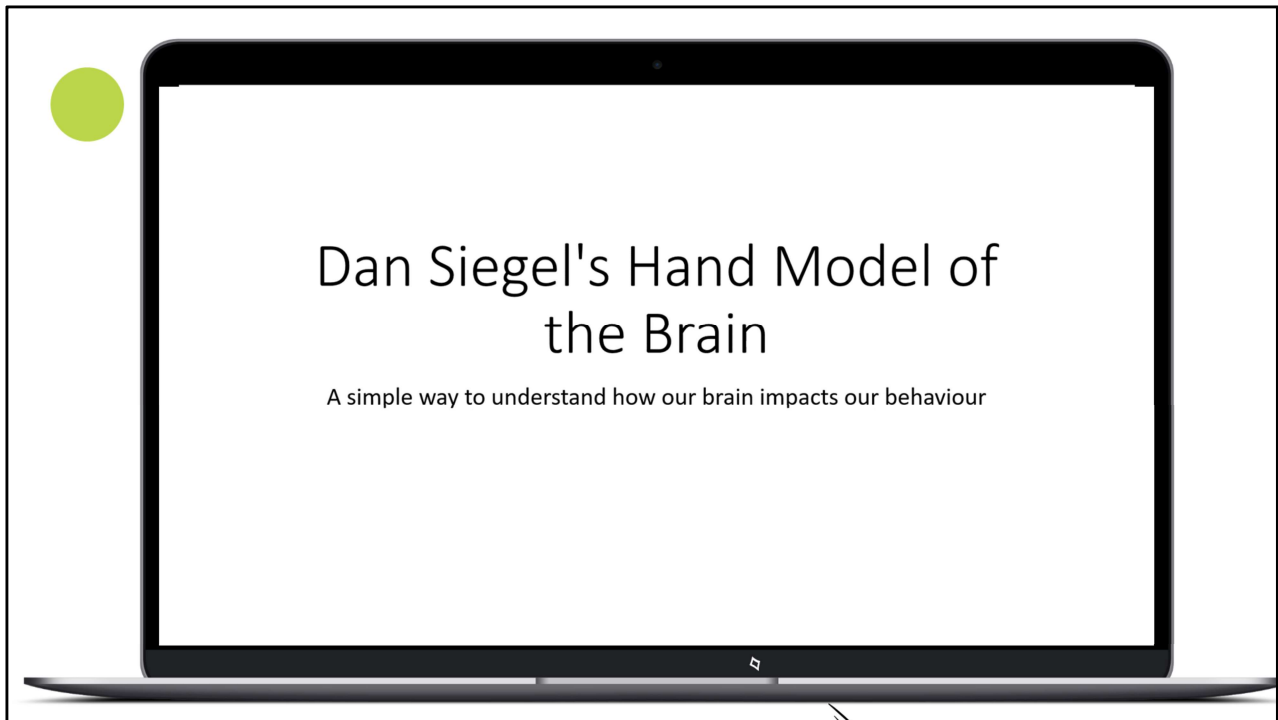 Dan Siegel's Hand Model of
the Brain
A simple way to understand how our brain impacts our behaviour